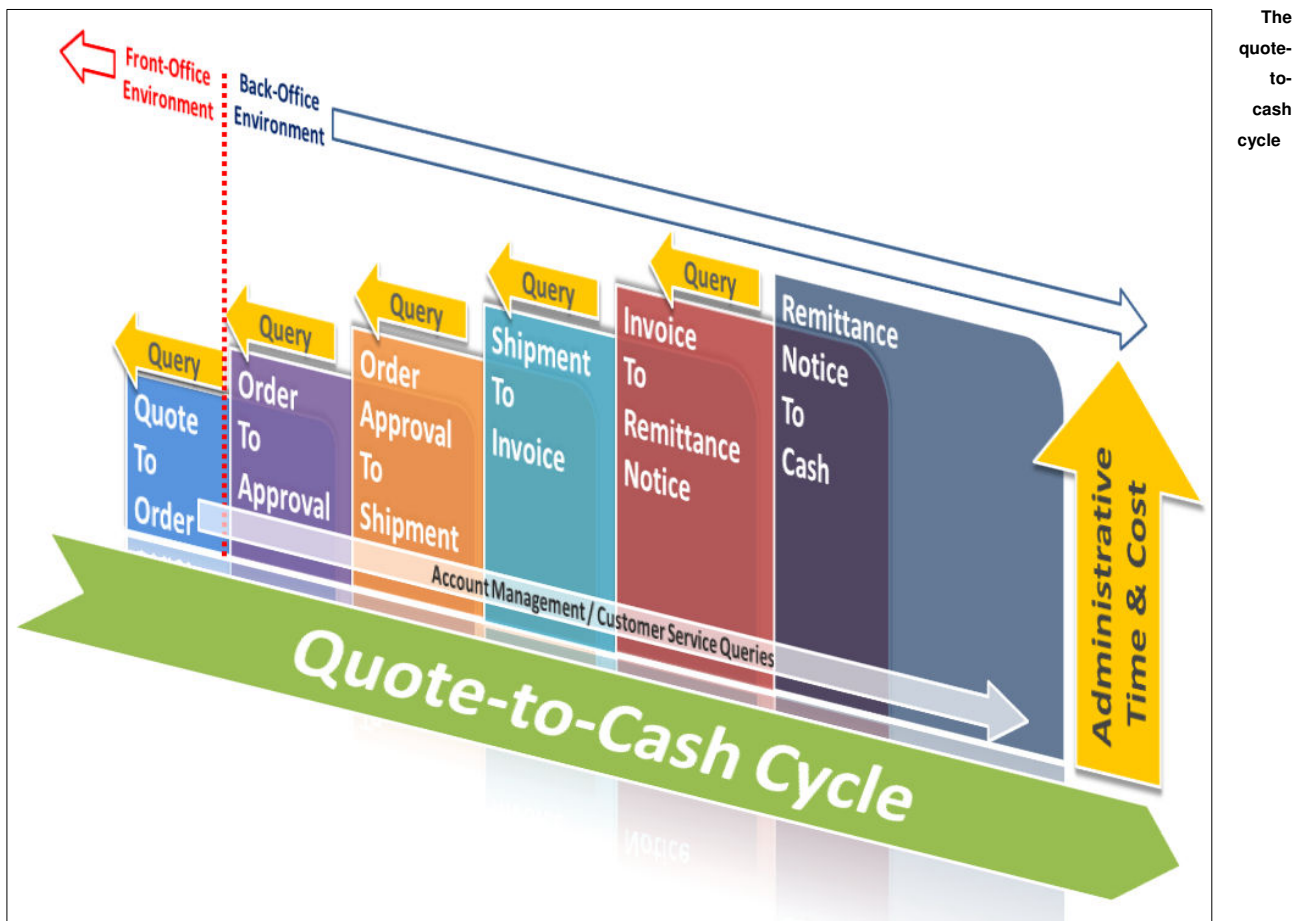 The
quote-
to-
cash
cycle
Front-Office
Environment
Back-Office
Environment
Query
Query
Query
Query
Query
Quote
To
Order
Order
To
Approval
Order
Approval
To
Shipment
Shipment
To
Invoice
Invoice
To
Remittance
Notice
Remittance
Notice
To
Cash
Account Management / Customer Service Queries
Administrative
Time & Cost
Quote-to-Cash Cycle